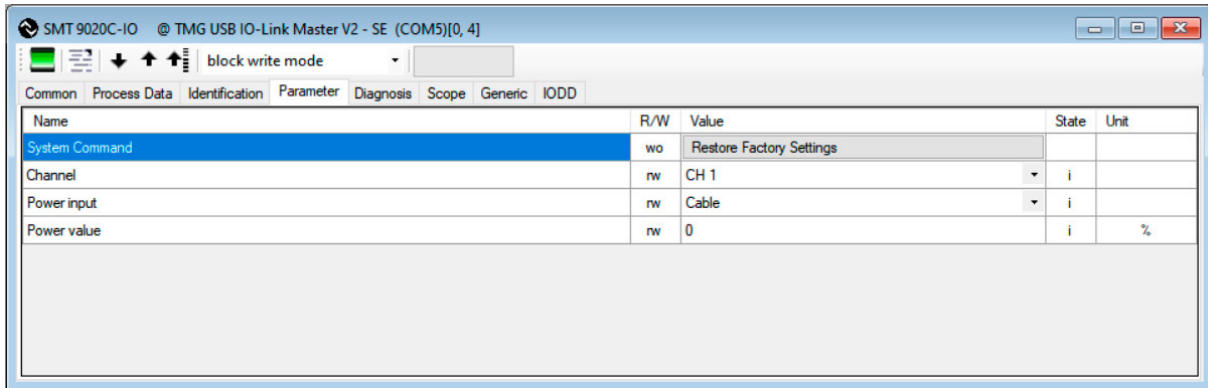 SMT 9020C-IO @ TMG USB IO-Link Master V2 - SE (COM5)[0, 4]
block write mode
Common Process Data Identification Parameter Diagnosis Scope Generic IODD
Name R/W Value State Unit
System Command wo Restore Factory Settings
Channel rw CH 1 i
Power input rw Cable i
Power value rw 0 i %